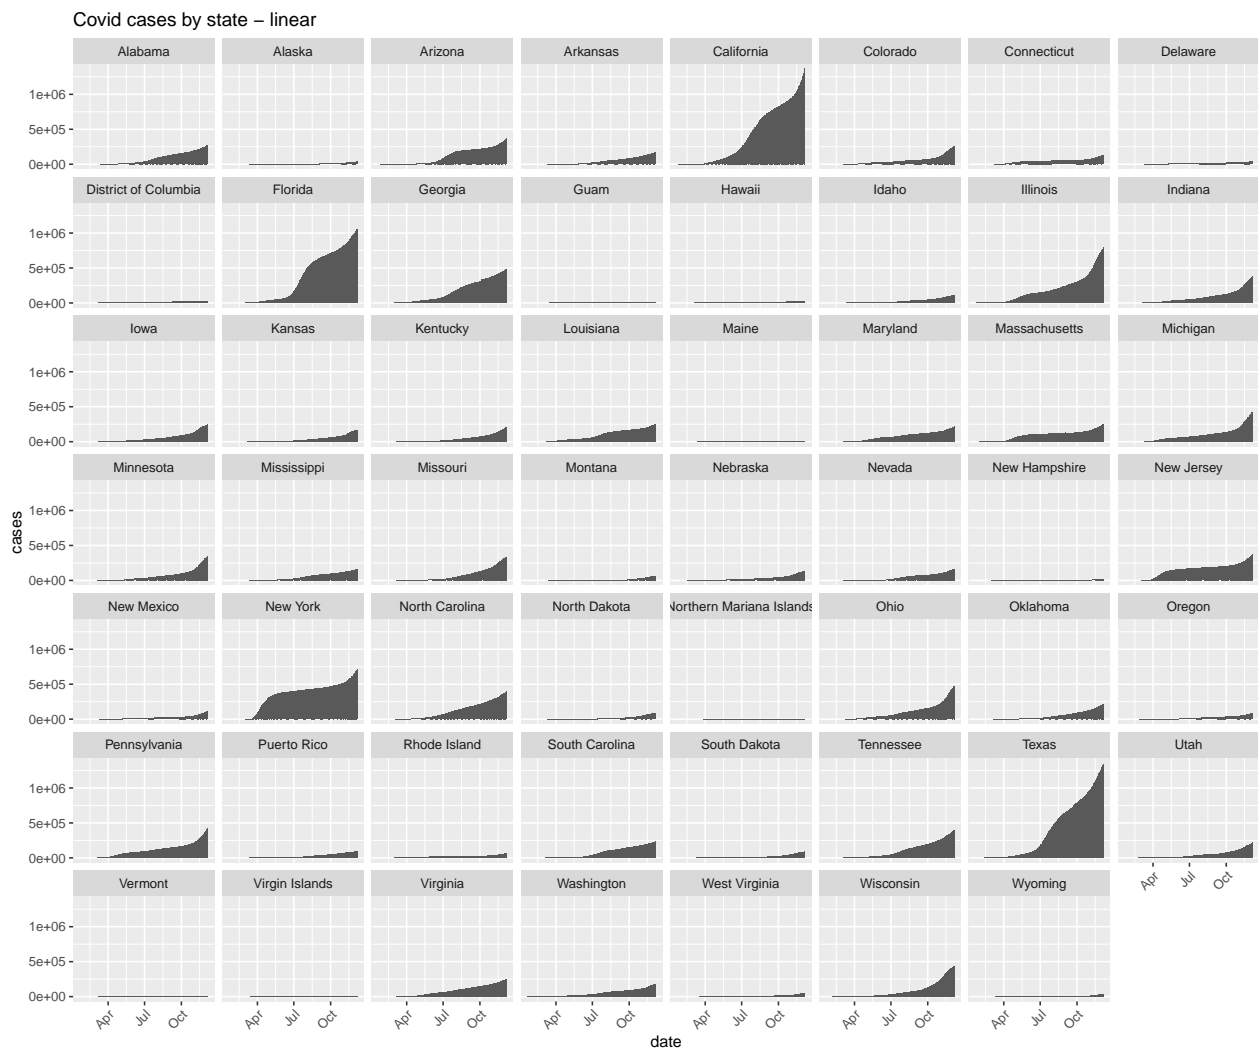 Covid cases by state – linear
Alabama Alaska Arizona Arkansas California Colorado Connecticut Delaware
1e+06
5e+05
0e+00
District of Columbia Florida Georgia Guam Hawaii Idaho Illinois Indiana
1e+06
5e+05
0e+00
Iowa Kansas Kentucky Louisiana Maine Maryland Massachusetts Michigan
1e+06
5e+05
0e+00
Minnesota Mississippi Missouri Montana Nebraska Nevada New Hampshire New Jersey
1e+06
5e+05
0e+00
cases
New Mexico New York North Carolina North Dakota Northern Mariana Islands Ohio Oklahoma Oregon
1e+06
5e+05
0e+00
Pennsylvania Puerto Rico Rhode Island South Carolina South Dakota Tennessee Texas Utah
1e+06
5e+05
0e+00
Apr Jul Oct
Vermont Virgin Islands Virginia Washington West Virginia Wisconsin Wyoming
1e+06
5e+05
0e+00
Apr Jul Oct Apr Jul Oct Apr Jul Oct Apr Jul Oct Apr Jul Oct Apr Jul Oct Apr Jul Oct
date